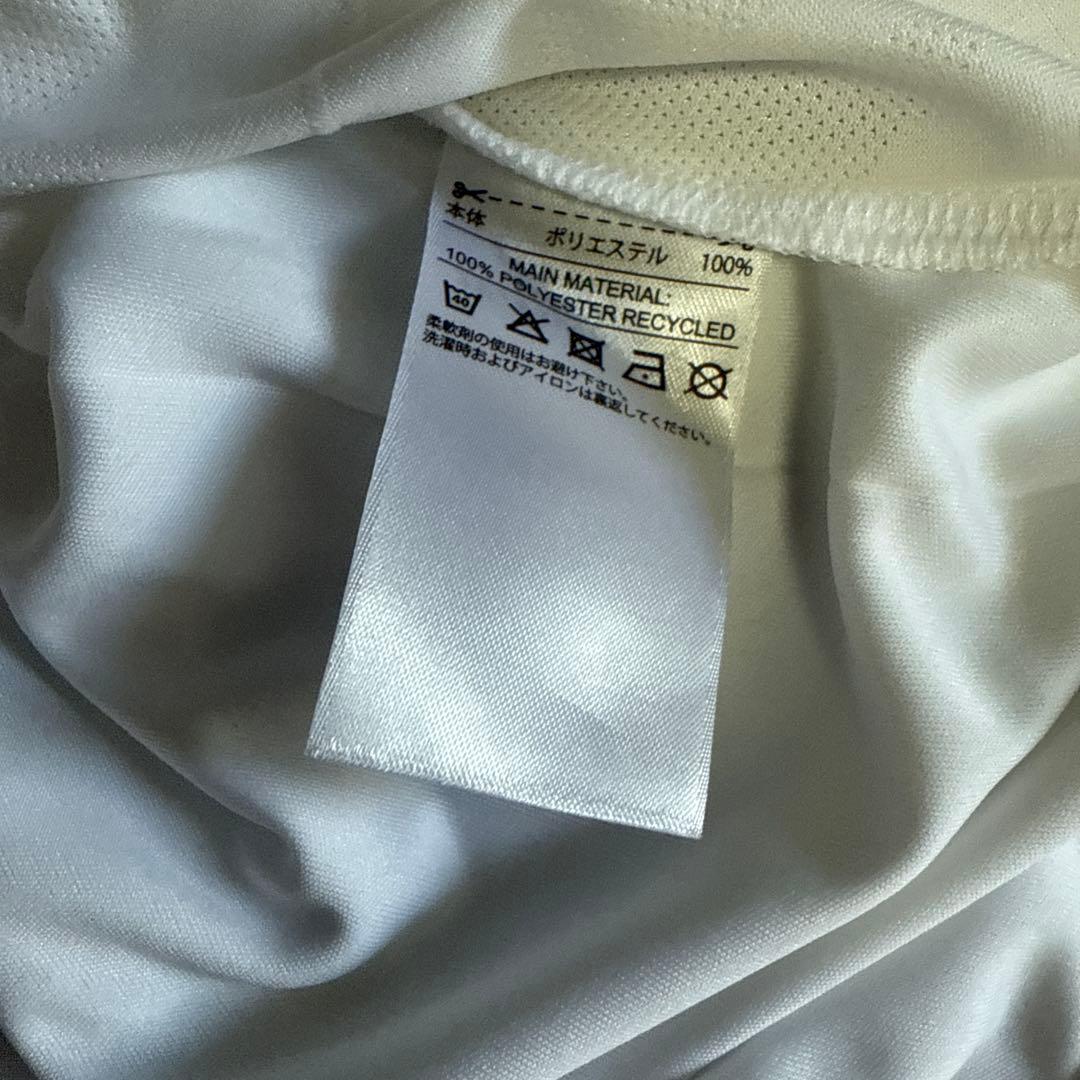 本体
ポリエステル 100%
MAIN MATERIAL:
100% POLYESTER RECYCLED
40
柔軟剤の使用はお避け下さい。
洗濯時およびアイロンは裏返してください。